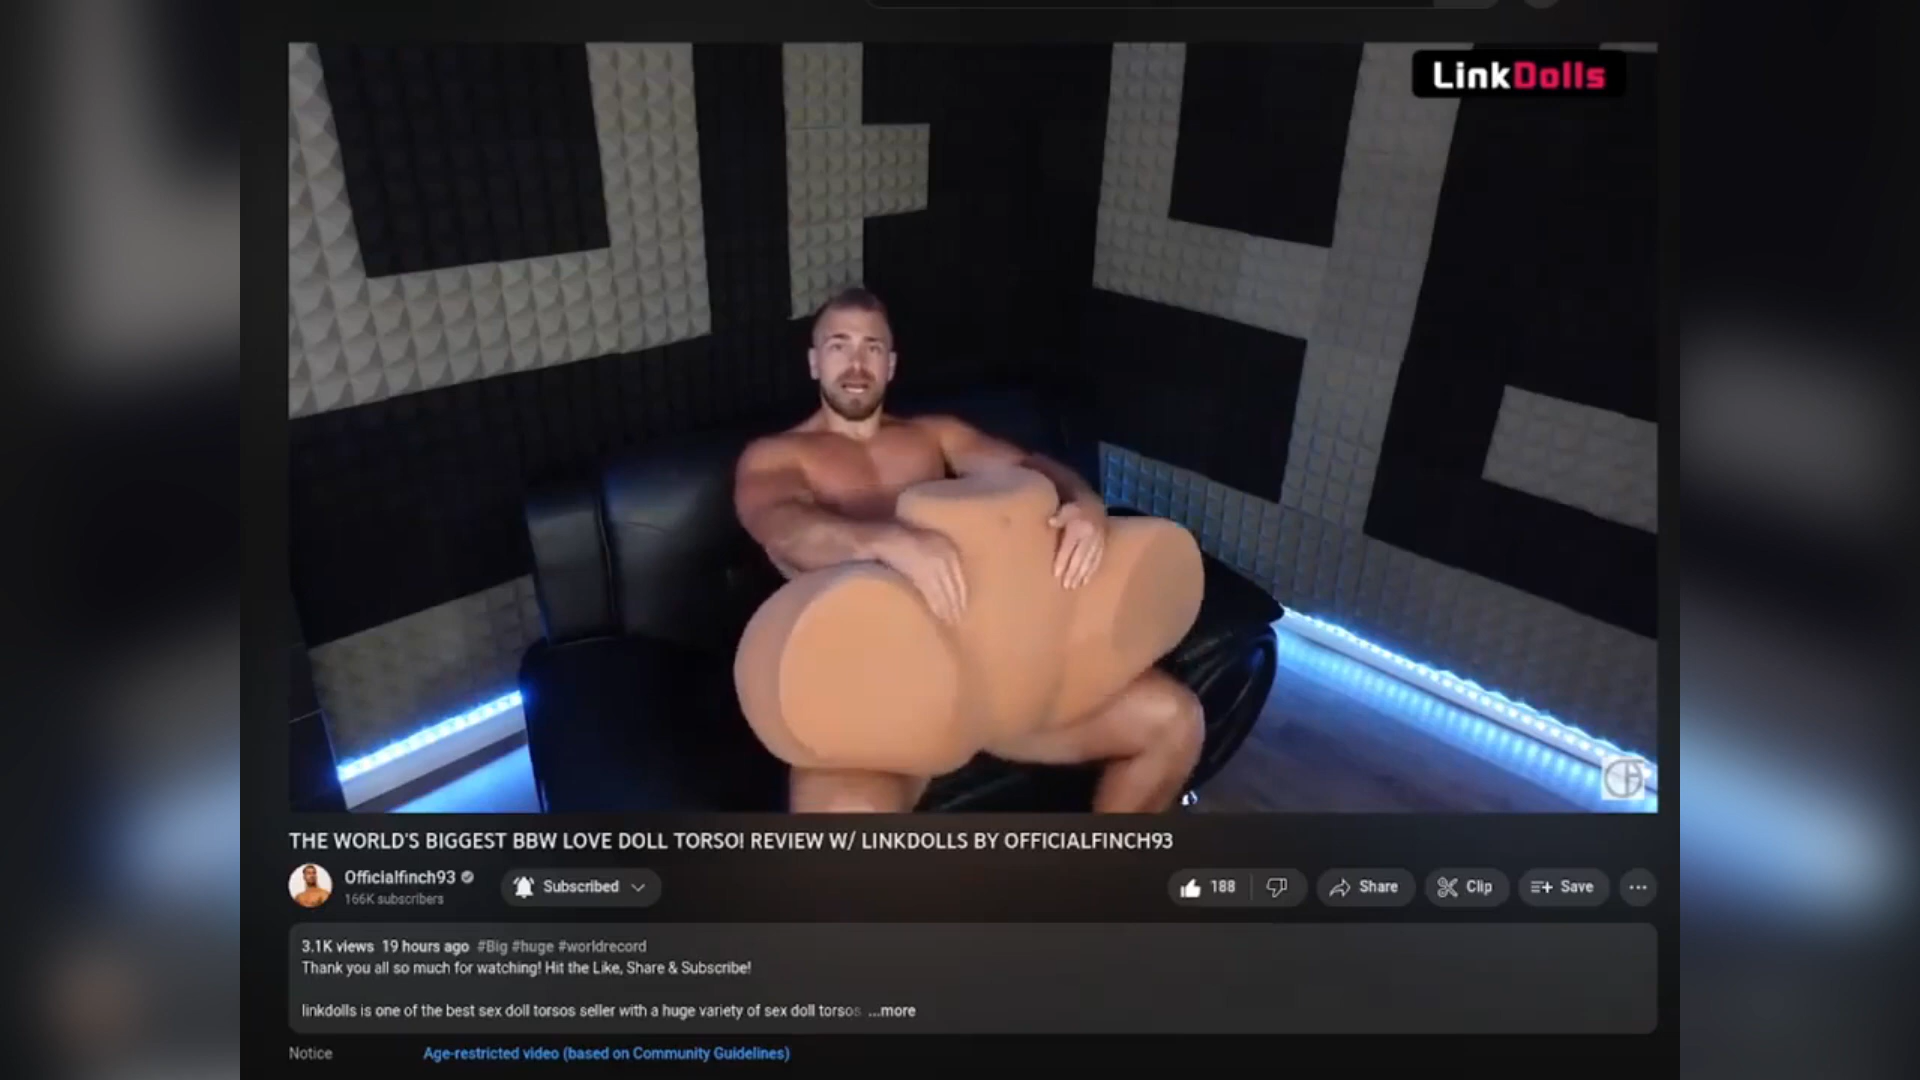 LinkDolls
THE WORLD'S BIGGEST BBW LOVE DOLL TORSO! REVIEW W/ LINKDOLLS BY OFFICIALFINCH93
Officialfinch93
166K subscribers
Subscribed
188
Share
Clip
Save
3.1K views 19 hours ago #Big #huge #worldrecord
Thank you all so much for watching! Hit the Like, Share & Subscribe!
linkdolls is one of the best sex doll torsos seller with a huge variety of sex doll torsos ...more
Notice
Age-restricted video (based on Community Guidelines)